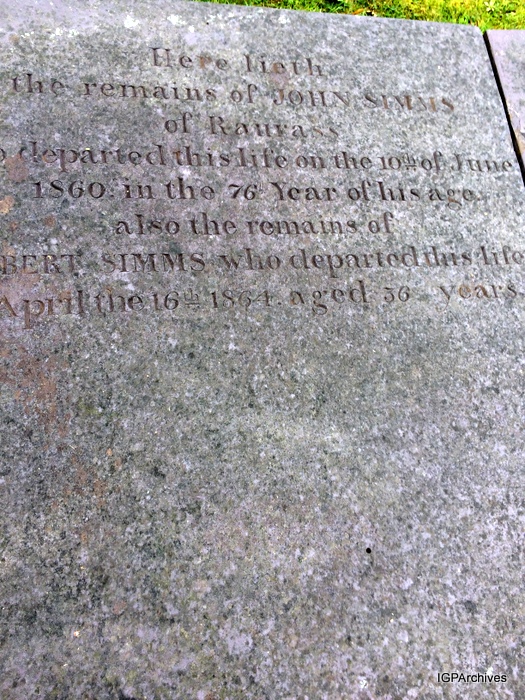 Here lieth
the remains of JOHN SIMMS
of Raurass
departed this life on the 10th of June
1860. in the 76th Year of his age.
also the remains of
BERT SIMMS who departed this life
April the 16th 1864. aged 56 years.
IGPArchives